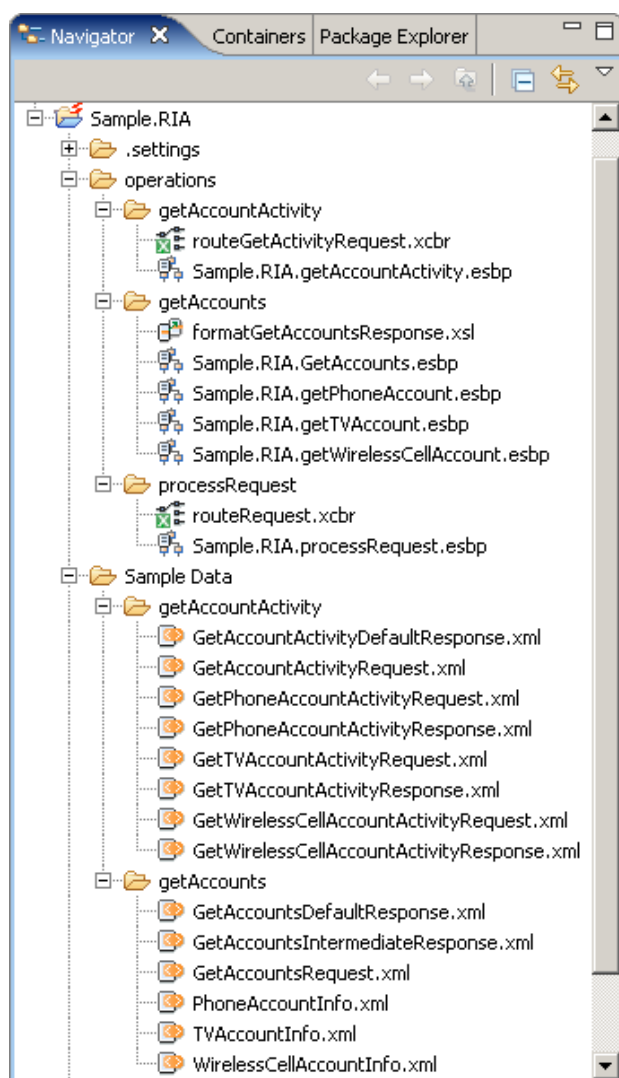 Navigator Containers Package Explorer
Sample.RIA
.settings
operations
getAccountActivity
routeGetActivityRequest.xcbr
Sample.RIA.getAccountActivity.esbp
getAccounts
formatGetAccountsResponse.xsl
Sample.RIA.GetAccounts.esbp
Sample.RIA.getPhoneAccount.esbp
Sample.RIA.getTVAccount.esbp
Sample.RIA.getWirelessCellAccount.esbp
processRequest
routeRequest.xcbr
Sample.RIA.processRequest.esbp
Sample Data
getAccountActivity
GetAccountActivityDefaultResponse.xml
GetAccountActivityRequest.xml
GetPhoneAccountActivityRequest.xml
GetPhoneAccountActivityResponse.xml
GetTVAccountActivityRequest.xml
GetTVAccountActivityResponse.xml
GetWirelessCellAccountActivityRequest.xml
GetWirelessCellAccountActivityResponse.xml
getAccounts
GetAccountsDefaultResponse.xml
GetAccountsIntermediateResponse.xml
GetAccountsRequest.xml
PhoneAccountInfo.xml
TVAccountInfo.xml
WirelessCellAccountInfo.xml